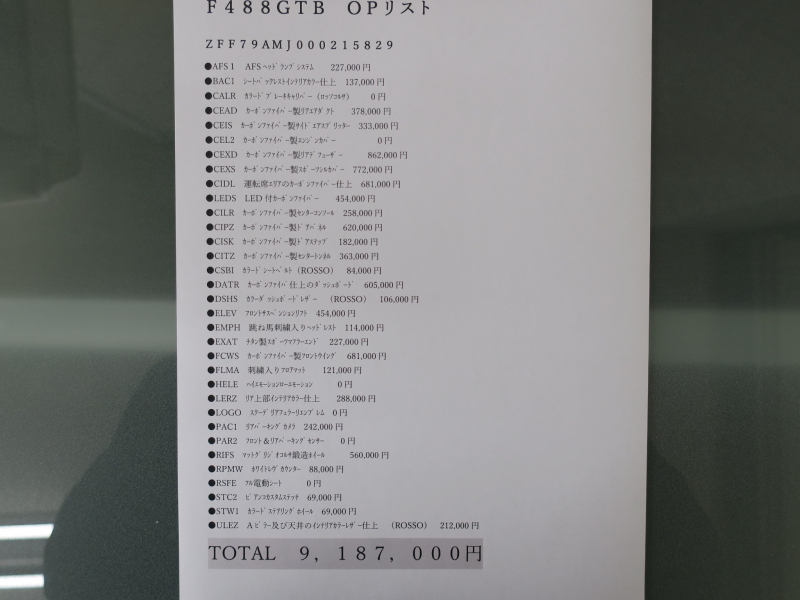 F488GTB OPリスト
ZFF79AMJ000215829
●AFS1 AFSﾍｯﾄﾞﾗﾝﾌﾟｼｽﾃﾑ 227,000円
●BAC1 ｼｰﾄﾊﾞｯｸﾚｽﾄｲﾝﾃﾘｱｶﾗｰ仕上 137,000円
●CALR ｶﾗｰﾄﾞﾌﾞﾚｰｷｷｬﾘﾊﾟｰ (ﾛｯｿｺﾙｻ) 0円
●CEAD ｶｰﾎﾞﾝﾌｧｲﾊﾞｰ製ﾘｱｴｱﾀﾞｸﾄ 378,000円
●CEIS ｶｰﾎﾞﾝﾌｧｲﾊﾞｰ製ｻｲﾄﾞｴｱｽﾌﾟﾘｯﾀｰ 333,000円
●CEL2 ｶｰﾎﾞﾝﾌｧｲﾊﾞｰ製ｴﾝｼﾞﾝｶﾊﾞｰ 0円
●CEXD ｶｰﾎﾞﾝﾌｧｲﾊﾞｰ製ﾘｱﾃﾞﾌｭｰｻﾞｰ 862,000円
●CEXS ｶｰﾎﾞﾝﾌｧｲﾊﾞｰ製ｽﾎﾟｰﾂｼﾙｶﾊﾞｰ 772,000円
●CIDL 運転席ｴﾘｱのｶｰﾎﾞﾝﾌｧｲﾊﾞｰ仕上 681,000円
●LEDS LED付ｶｰﾎﾞﾝﾌｧｲﾊﾞｰ 454,000円
●CILR ｶｰﾎﾞﾝﾌｧｲﾊﾞｰ製ｾﾝﾀｰｺﾝｿｰﾙ 258,000円
●CIPZ ｶｰﾎﾞﾝﾌｧｲﾊﾞｰ製ﾄﾞｱﾊﾟﾈﾙ 620,000円
●CISK ｶｰﾎﾞﾝﾌｧｲﾊﾞｰ製ﾄﾞｱｽﾃｯﾌﾟ 182,000円
●CITZ ｶｰﾎﾞﾝﾌｧｲﾊﾞｰ製ｾﾝﾀｰﾄﾝﾈﾙ 363,000円
●CSBI ｶﾗｰﾄﾞｼｰﾄﾍﾞﾙﾄ (ROSSO) 84,000円
●DATR ｶｰﾎﾞﾝﾌｧｲﾊﾞ仕上のﾀﾞｯｼｭﾎﾞｰﾄﾞ 605,000円
●DSHS ｶﾗｰﾀﾞｯｼｭﾎﾞｰﾄﾞﾚｻﾞｰ (ROSSO) 106,000円
●ELEV ﾌﾛﾝﾄｻｽﾍﾟﾝｼｮﾝﾘﾌﾄ 454,000円
●EMPH 跳ね馬刺繍入りﾍｯﾄﾞﾚｽﾄ 114,000円
●EXAT ﾁﾀﾝ製ｽﾎﾟｰﾂﾏﾌﾗｰｴﾝﾄﾞ 227,000円
●FCWS ｶｰﾎﾞﾝﾌｧｲﾊﾞｰ製ﾌﾛﾝﾄｳｲﾝｸﾞ 681,000円
●FLMA 刺繍入りﾌﾛｱﾏｯﾄ 121,000円
●HELE ﾊｲｴﾓｰｼｮﾝﾛｰｴﾐｯｼｮﾝ 0円
●LERZ ﾘｱ上部ｲﾝﾃﾘｱｶﾗｰ仕上 288,000円
●LOGO ｽｸｰﾃﾞﾘｱﾌｪﾗｰﾘｴﾝﾌﾞﾚﾑ 0円
●PAC1 ﾘｱﾊﾟｰｷﾝｸﾞｶﾒﾗ 242,000円
●PAR2 ﾌﾛﾝﾄ＆ﾘｱﾊﾟｰｷﾝｸﾞｾﾝｻｰ 0円
●RIFS ﾏｯﾄｸﾞﾘｼﾞｵｺﾙｻ鍛造ﾎｲｰﾙ 560,000円
●RPMW ﾎﾜｲﾄﾚｳﾞｶｳﾝﾀｰ 88,000円
●RSFE ﾌﾙ電動ｼｰﾄ 0円
●STC2 ﾋﾞｱﾝｺｶｽﾀﾑｽﾃｯﾁ 69,000円
●STW1 ｶﾗｰﾄﾞｽﾃｱﾘﾝｸﾞﾎｲｰﾙ 69,000円
●ULEZ Aﾋﾟﾗｰ及び天井のｲﾝﾃﾘｱｶﾗｰﾚｻﾞｰ仕上 (ROSSO) 212,000円
TOTAL 9,187,000円